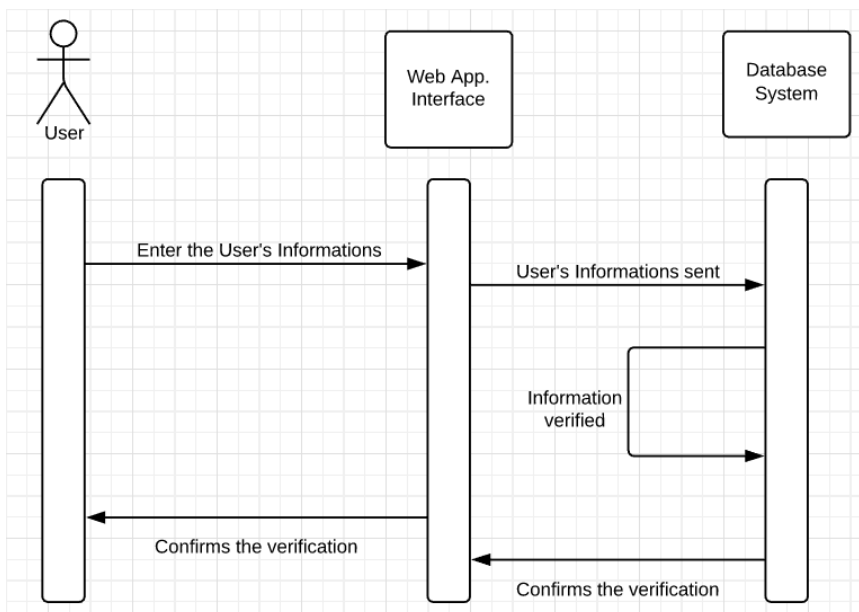 User
Web App.
Interface
Database
System
Enter the User's Informations
User's Informations sent
Information
verified
Confirms the verification
Confirms the verification